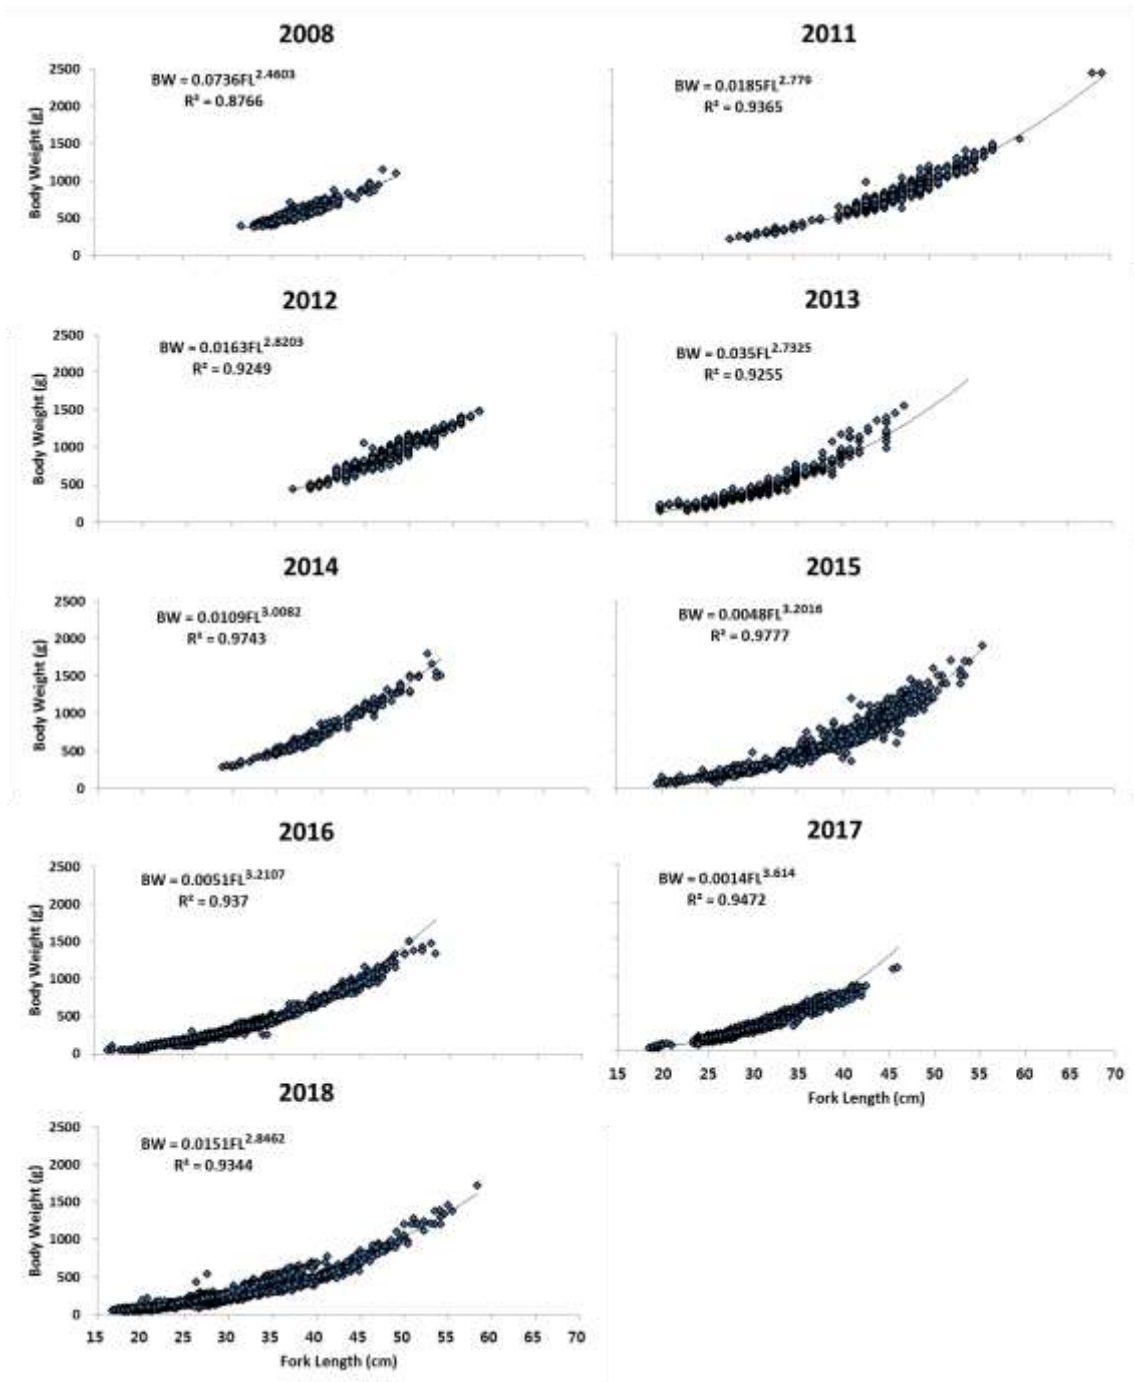 2008
BW = 0.0736FL^2.4603
R² = 0.8766
2500
2000
1500
1000
500
0
Body Weight (g)
2011
BW = 0.0185FL^2.779
R² = 0.9365
2012
BW = 0.0163FL^2.8203
R² = 0.9249
2500
2000
1500
1000
500
0
Body Weight (g)
2013
BW = 0.035FL^2.7325
R² = 0.9255
2014
BW = 0.0109FL^3.0082
R² = 0.9743
2500
2000
1500
1000
500
0
Body Weight (g)
2015
BW = 0.0048FL^3.2016
R² = 0.9777
2016
BW = 0.0051FL^3.2107
R² = 0.937
2500
2000
1500
1000
500
0
Body Weight (g)
2017
BW = 0.0014FL^3.614
R² = 0.9472
15 20 25 30 35 40 45 50 55 60 65 70
Fork Length (cm)
2018
BW = 0.0151FL^2.8462
R² = 0.9344
2500
2000
1500
1000
500
0
Body Weight (g)
15 20 25 30 35 40 45 50 55 60 65 70
Fork Length (cm)